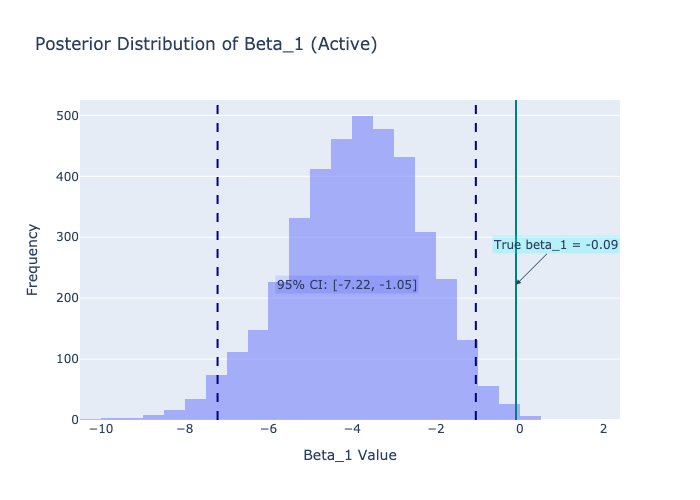 Posterior Distribution of Beta_1 (Active)
500
400
300
200
100
0
Frequency
True beta_1 = -0.09
95% CI: [-7.22, -1.05]
−10
−8
−6
−4
−2
0
2
Beta_1 Value